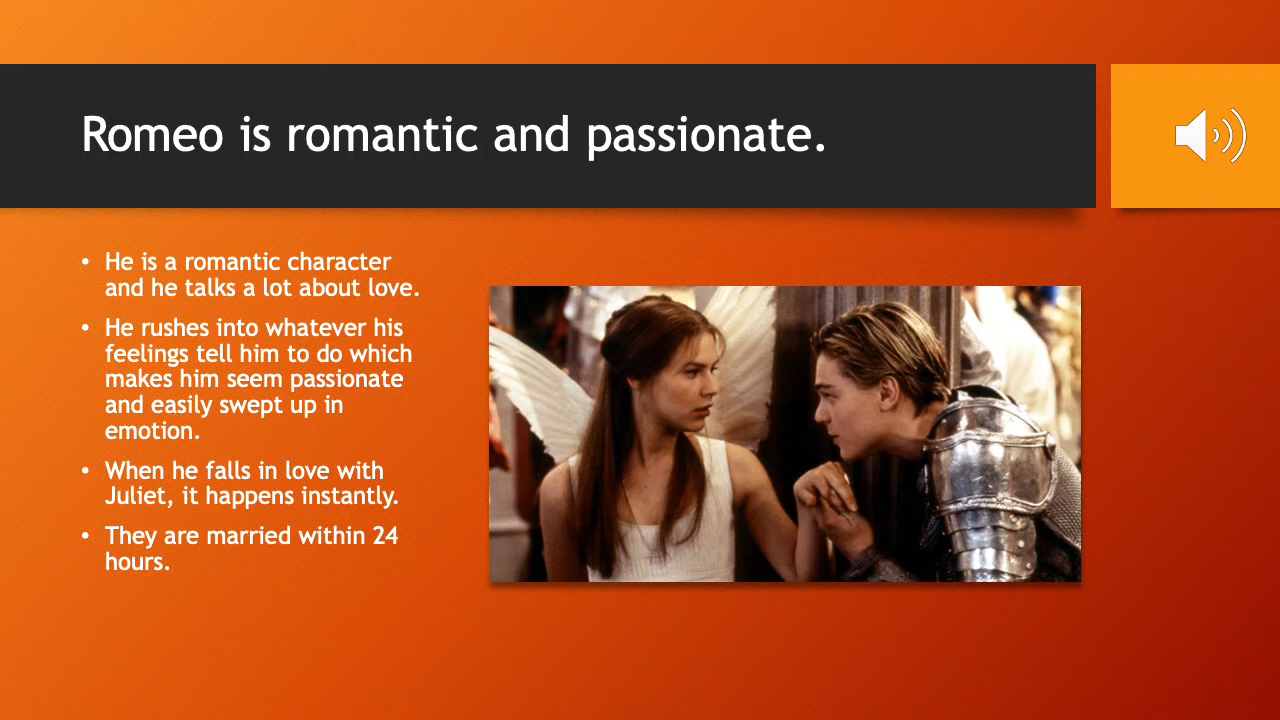 Romeo is romantic and passionate.
• He is a romantic character
and he talks a lot about love.
• He rushes into whatever his
feelings tell him to do which
makes him seem passionate
and easily swept up in
emotion.
• When he falls in love with
Juliet, it happens instantly.
• They are married within 24
hours.